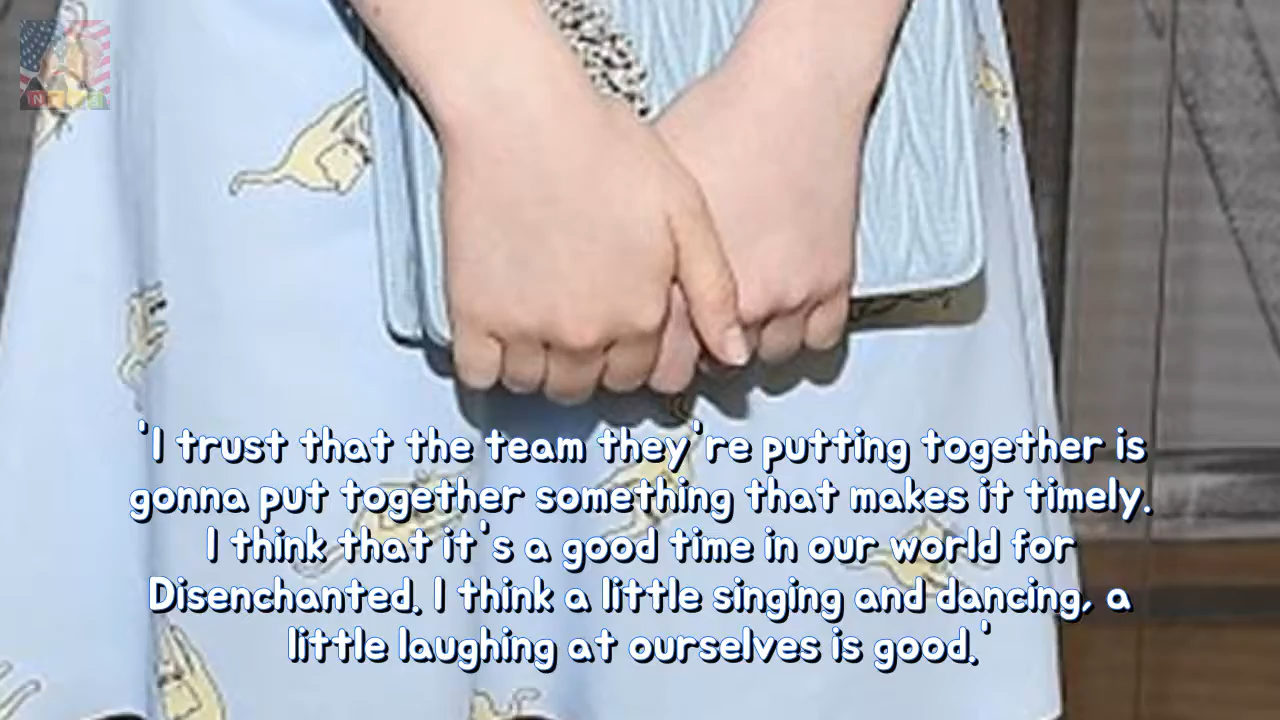 'I trust that the team they're putting together is
gonna put together something that makes it timely.
I think that it's a good time in our world for
Disenchanted. I think a little singing and dancing, a
little laughing at ourselves is good.'